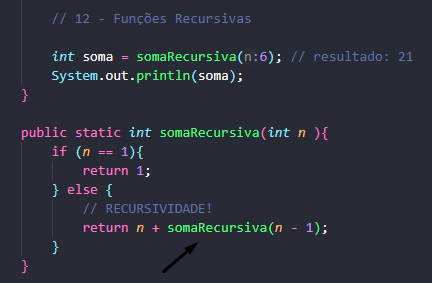 // 12 - Funções Recursivas
int soma = somaRecursiva(n:6); // resultado: 21
System.out.println(soma);
}
public static int somaRecursiva(int n ){
if (n == 1){
return 1;
} else {
// RECURSIVIDADE!
return n + somaRecursiva(n - 1);
}
}